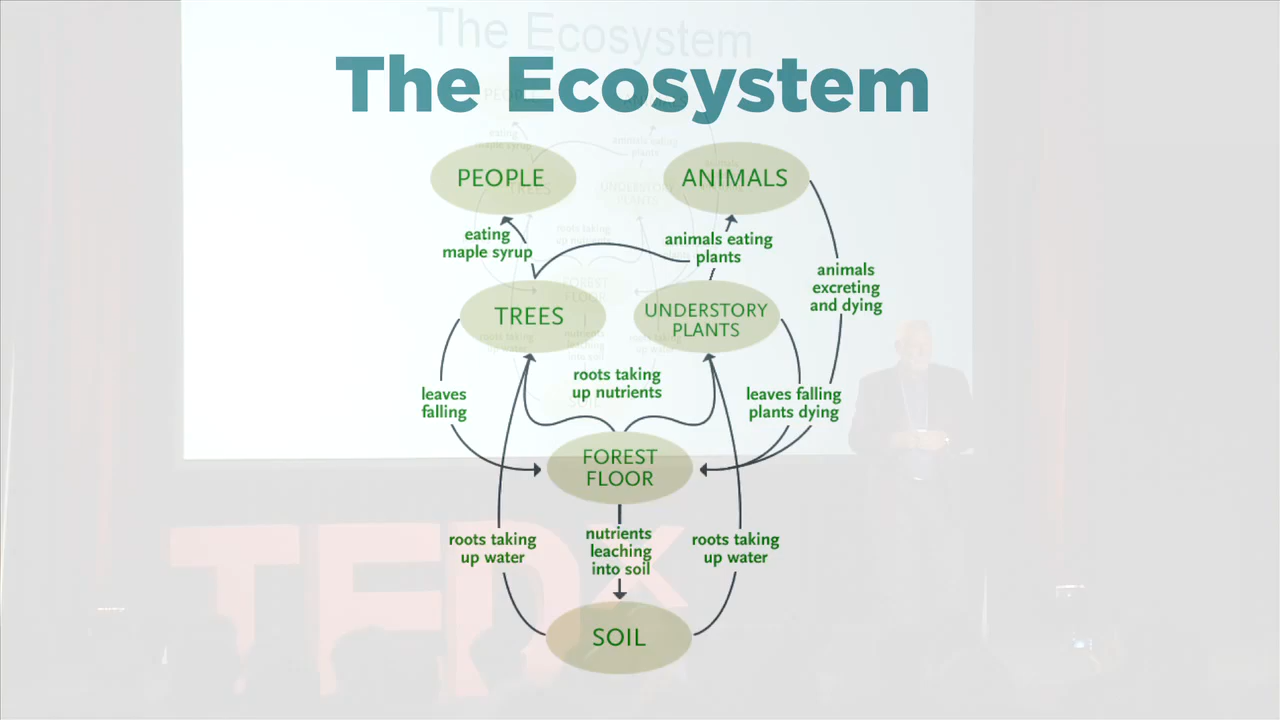 The Ecosystem
The Ecosystem
PEOPLE
ANIMALS
eating
maple syrup
animals eating
plants
animals
excreting
and dying
TREES
UNDERSTORY
PLANTS
roots taking
up nutrients
leaves
falling
leaves falling
plants dying
FOREST
FLOOR
roots taking
up water
nutrients
leaching
into soil
roots taking
up water
SOIL
TEDx